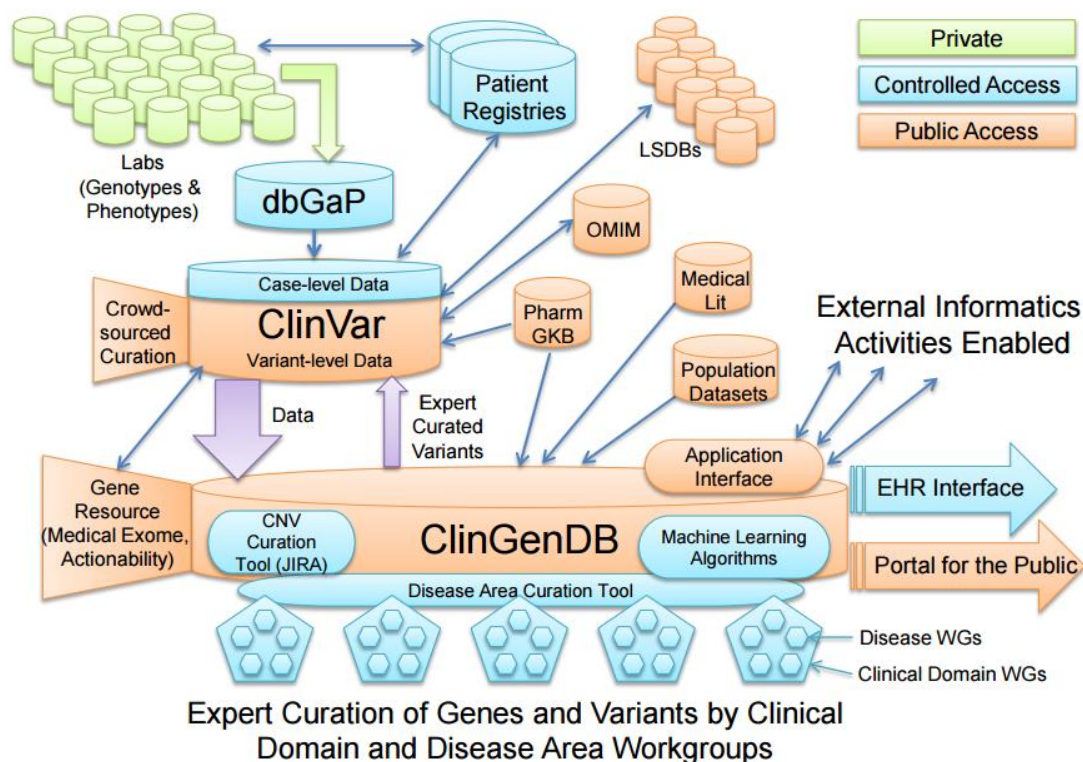 Private
Controlled Access
Public Access
Patient
Registries
LSDBs
Labs
(Genotypes &
Phenotypes)
dbGaP
OMIM
Case-level Data
ClinVar
Variant-level Data
Crowd-
sourced
Curation
Pharm
GKB
Medical
Lit
Population
Datasets
External Informatics
Activities Enabled
Data
Expert
Curated
Variants
Application
Interface
Gene
Resource
(Medical Exome,
Actionability)
CNV
Curation
Tool (JIRA)
ClinGenDB
Machine Learning
Algorithms
EHR Interface
Portal for the Public
Disease Area Curation Tool
Disease WGs
Clinical Domain WGs
Expert Curation of Genes and Variants by Clinical
Domain and Disease Area Workgroups